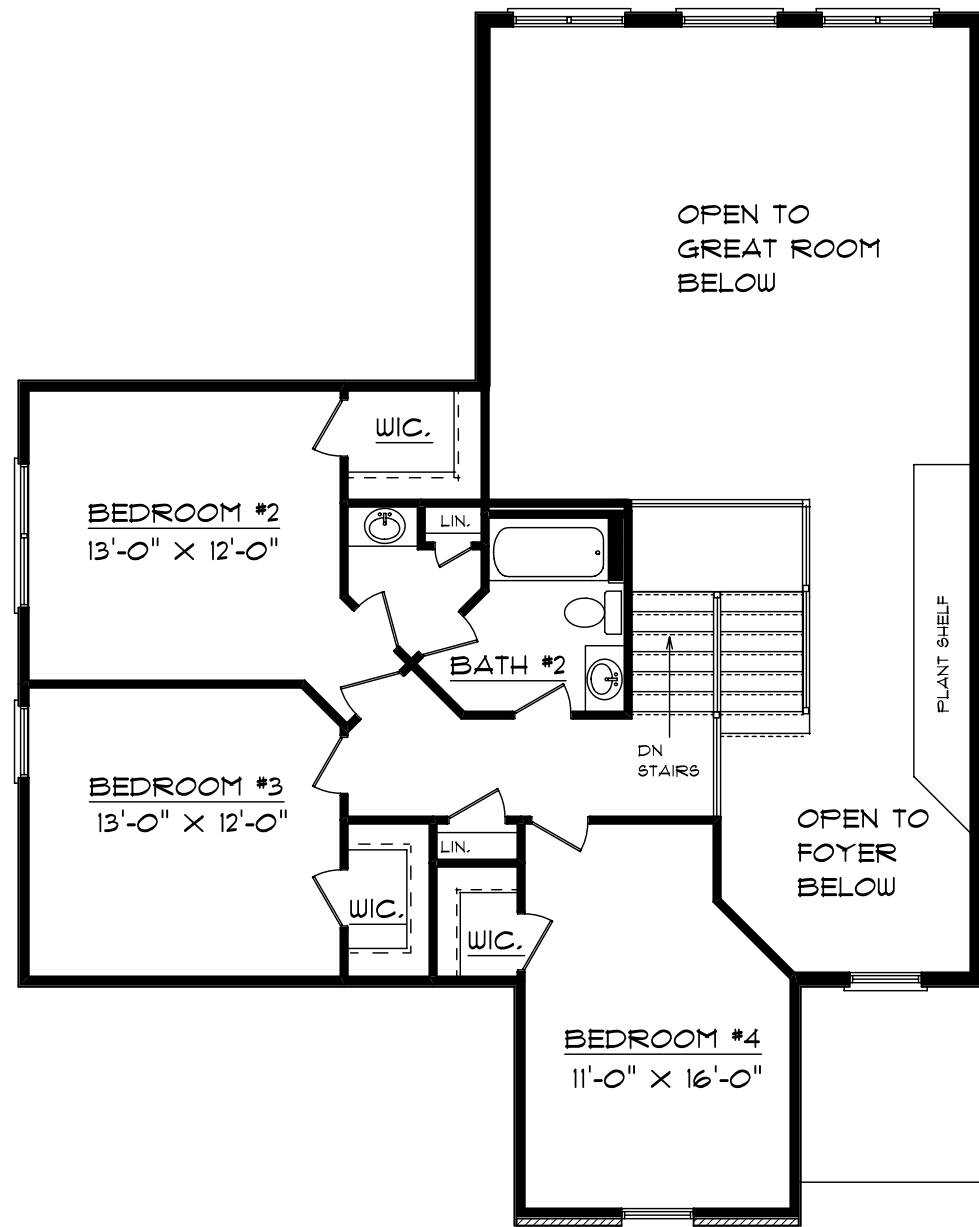 OPEN TO
GREAT ROOM
BELOW
WIC.
BEDROOM #2
13'-0" X 12'-0"
LIN.
BATH #2
PLANT SHELF
DN
STAIRS
BEDROOM #3
13'-0" X 12'-0"
OPEN TO
FOYER
BELOW
LIN.
WIC.
WIC.
BEDROOM #4
11'-0" X 16'-0"